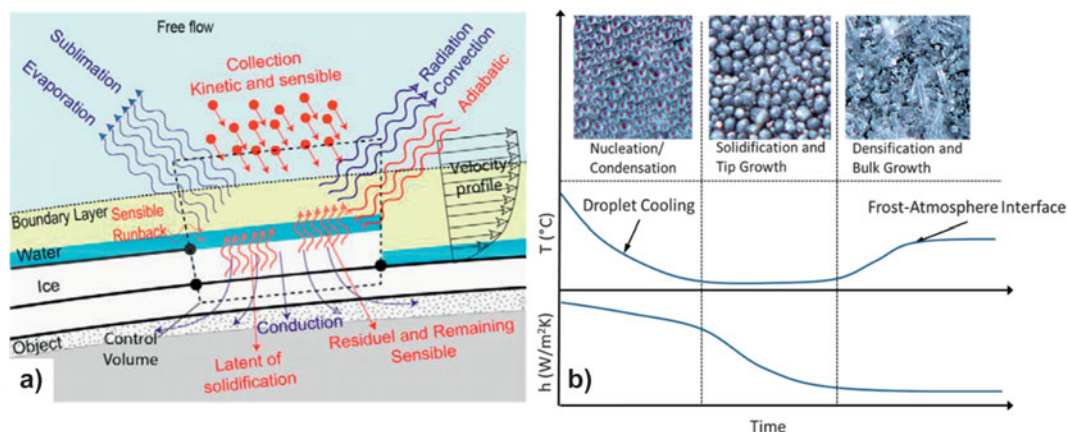 Free flow
Sublimation
Evaporation
Collection
Kinetic and sensible
Radiation
Convection
Adiabatic
Velocity
profile
Boundary Layer
Sensible
Runback
Water
Ice
Object
Control
Volume
Conduction
Latent of
solidification
Residuel and Remaining
Sensible
a)
Nucleation/
Condensation
Solidification and
Tip Growth
Densification and
Bulk Growth
T (°C)
Droplet Cooling
Frost-Atmosphere Interface
h (W/m²K)
b)
Time